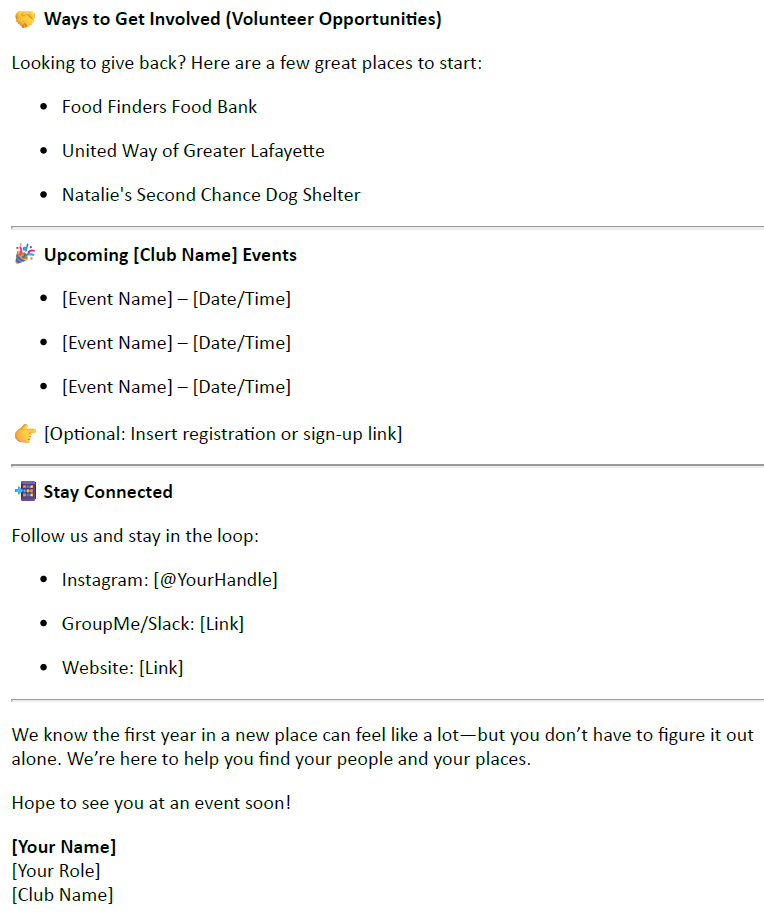 🤝 Ways to Get Involved (Volunteer Opportunities)
Looking to give back? Here are a few great places to start:
• Food Finders Food Bank
• United Way of Greater Lafayette
• Natalie's Second Chance Dog Shelter
🎉 Upcoming [Club Name] Events
• [Event Name] – [Date/Time]
• [Event Name] – [Date/Time]
• [Event Name] – [Date/Time]
👉 [Optional: Insert registration or sign-up link]
📲 Stay Connected
Follow us and stay in the loop:
• Instagram: [@YourHandle]
• GroupMe/Slack: [Link]
• Website: [Link]
We know the first year in a new place can feel like a lot—but you don’t have to figure it out
alone. We’re here to help you find your people and your places.
Hope to see you at an event soon!
[Your Name]
[Your Role]
[Club Name]